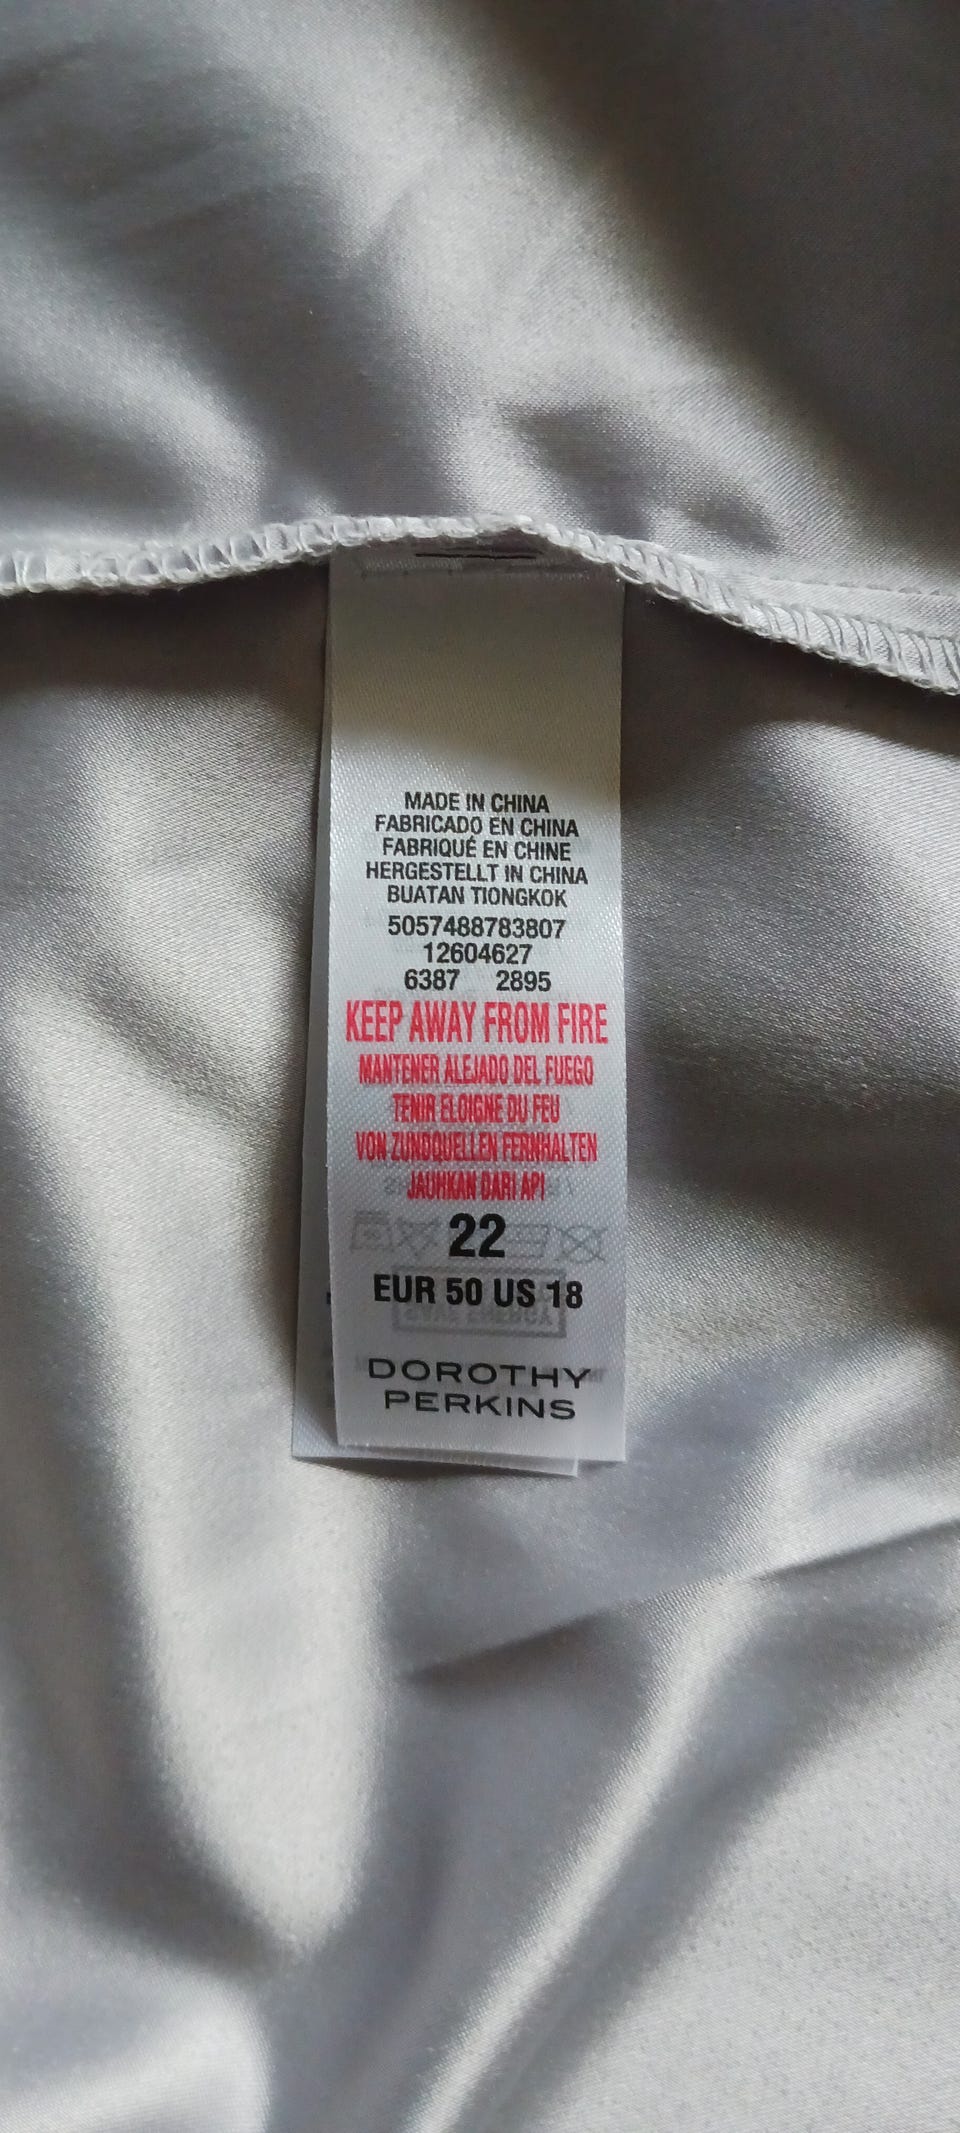 MADE IN CHINA
FABRICADO EN CHINA
FABRIQUÉ EN CHINE
HERGESTELLT IN CHINA
BUATAN TIONGKOK
5057488783807
12604627
6387 2895
KEEP AWAY FROM FIRE
MANTENER ALEJADO DEL FUEGO
TENIR ELOIGNE DU FEU
VON ZUNDQUELLEN FERNHALTEN
JAUHKAN DARI API
22
EUR 50 US 18
DOROTHY
PERKINS